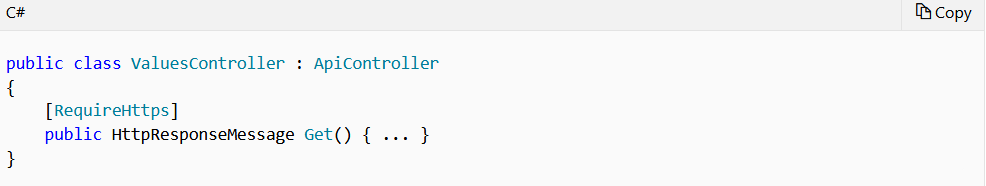 C#
Copy
public class ValuesController : ApiController
{
    [RequireHttps]
    public HttpResponseMessage Get() { ... }
}